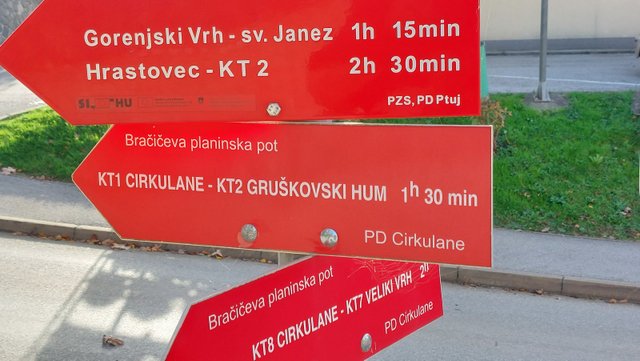 Gorenjski Vrh - sv. Janez 1h 15min
Hrastovec - KT 2 2h 30min
SI HU
PZS, PD Ptuj
Bračičeva planinska pot
KT1 CIRKULANE - KT2 GRUŠKOVSKI HUM 1h 30 min
PD Cirkulane
Bračičeva planinska pot
KT8 CIRKULANE - KT7 VELIKI VRH 2h
PD Cirkulane